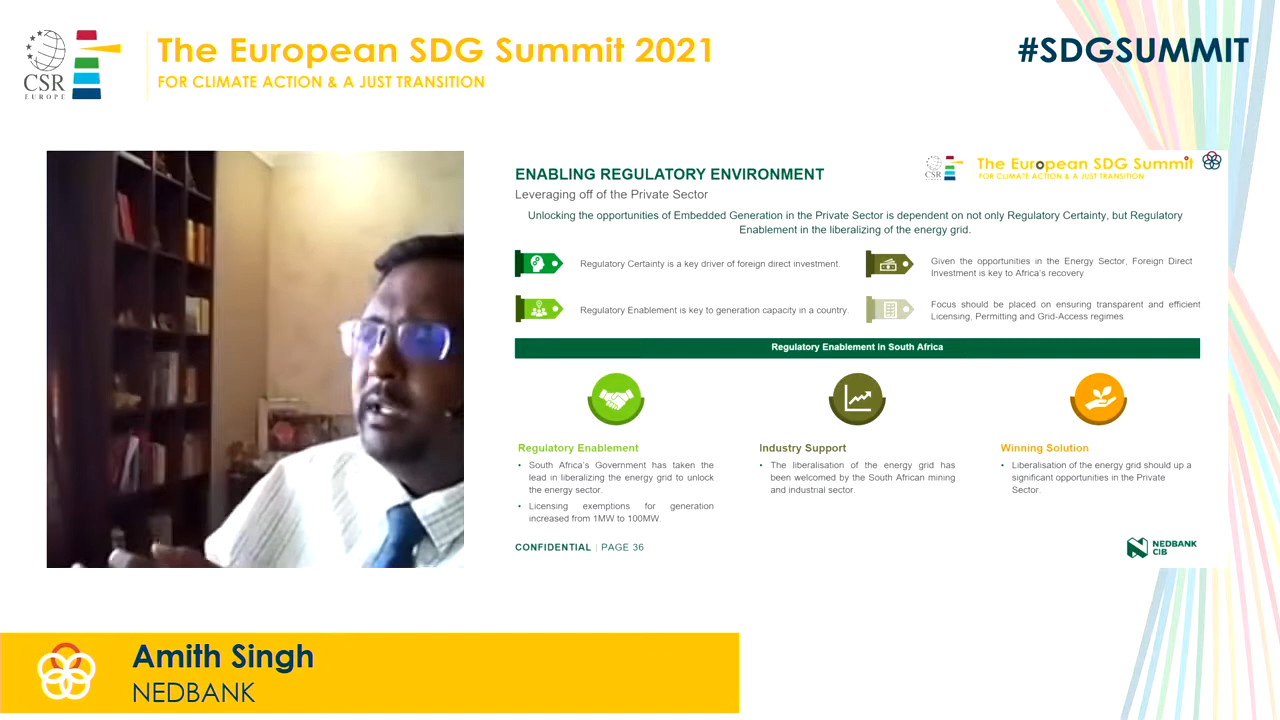 CSR
EUROPE
The European SDG Summit 2021
FOR CLIMATE ACTION & A JUST TRANSITION
#SDGSUMMIT
ENABLING REGULATORY ENVIRONMENT
Leveraging off of the Private Sector
CSR
The European SDG Summit
FOR CLIMATE ACTION & A JUST TRANSITION
Unlocking the opportunities of Embedded Generation in the Private Sector is dependent on not only Regulatory Certainty, but Regulatory
Enablement in the liberalizing of the energy grid.
Regulatory Certainty is a key driver of foreign direct investment.
Given the opportunities in the Energy Sector, Foreign Direct
Investment is key to Africa's recovery
Regulatory Enablement is key to generation capacity in a country.
Focus should be placed on ensuring transparent and efficient
Licensing, Permitting and Grid-Access regimes
Regulatory Enablement in South Africa
Regulatory Enablement
• South Africa's Government has taken the
lead in liberalizing the energy grid to unlock
the energy sector.
• Licensing exemptions for generation
increased from 1MW to 100MW.
Industry Support
• The liberalisation of the energy grid has
been welcomed by the South African mining
and industrial sector.
Winning Solution
• Liberalisation of the energy grid should up a
significant opportunities in the Private
Sector.
CONFIDENTIAL | PAGE 36
NEDBANK
CIB
Amith Singh
NEDBANK